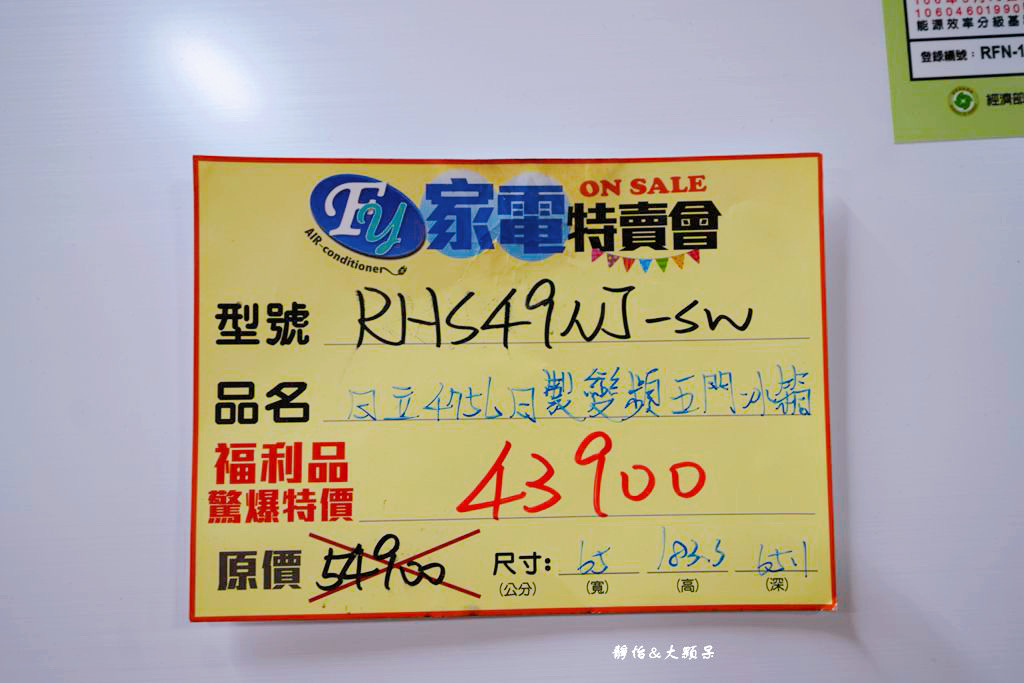 10604601990
能源效率分級基
登錄編號：RFN-1
經濟部
FY 家電特賣會 ON SALE
AIR-conditioner
型號 RHS49NJ-SW
品名 日立475L日製變頻五門冰箱
福利品
驚爆特價 43900
原價 54900 尺寸: 65 183.3 65.1
(公分) (寬) (高) (深)
靜怡&大顆呆